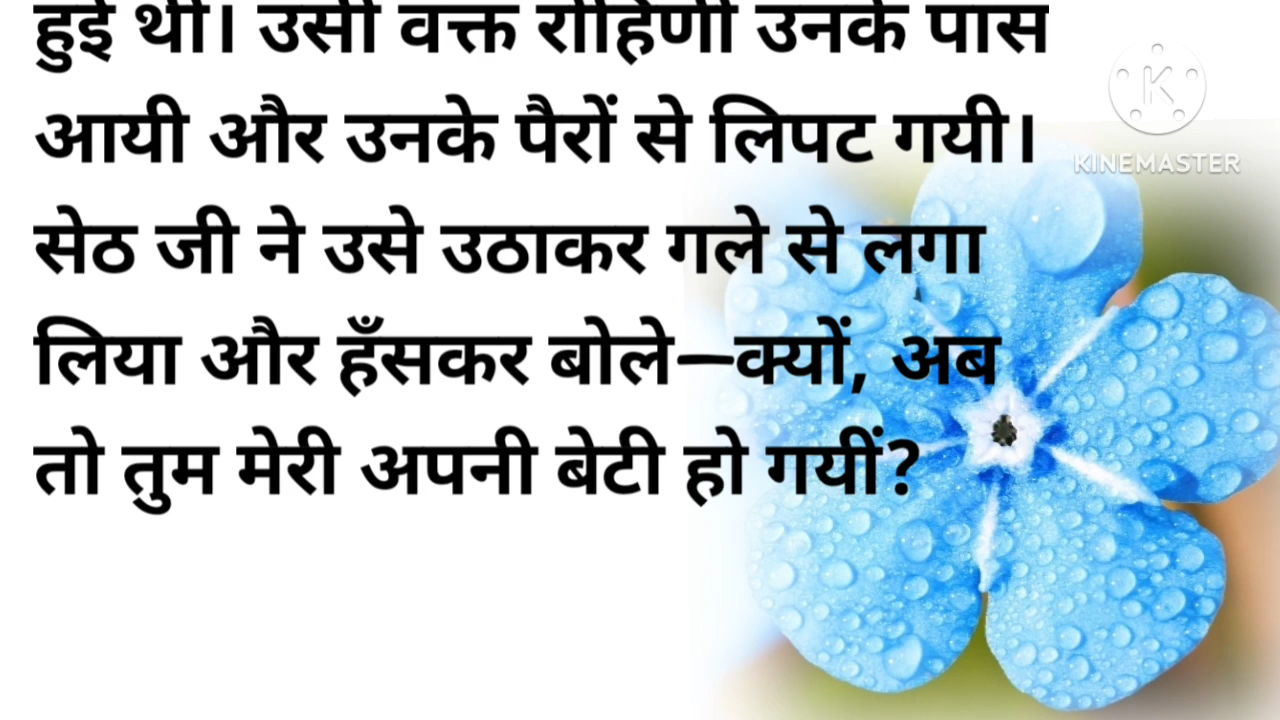 हुई थी। उसी वक्त रोहिणी उनके पास
आयी और उनके पैरों से लिपट गयी।
सेठ जी ने उसे उठाकर गले से लगा
लिया और हँसकर बोले—क्यों, अब
तो तुम मेरी अपनी बेटी हो गयीं?
K
KINEMASTER